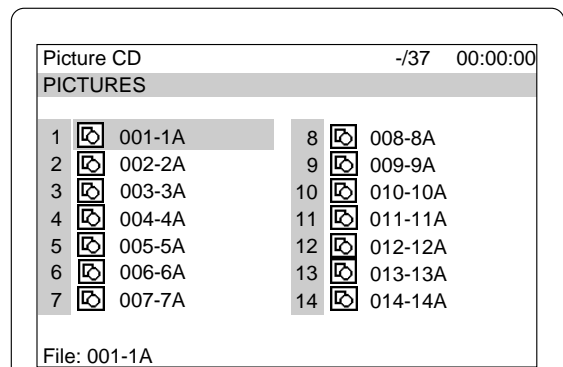 Picture CD -/37 00:00:00
PICTURES
1 001-1A
2 002-2A
3 003-3A
4 004-4A
5 005-5A
6 006-6A
7 007-7A
8 008-8A
9 009-9A
10 010-10A
11 011-11A
12 012-12A
13 013-13A
14 014-14A
File: 001-1A